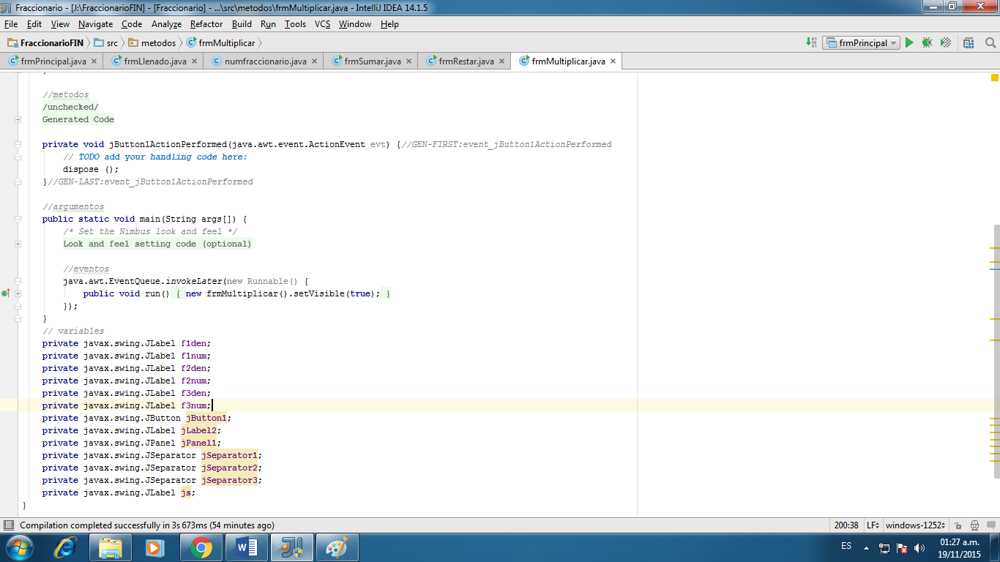 Fraccionario - [J:\FraccionarioFIN] - [Fraccionario] - ...\src\metodos\frmMultiplicar.java - IntelliJ IDEA 14.1.5
File Edit View Navigate Code Analyze Refactor Build Run Tools VCS Window Help
FraccionarioFIN src metodos frmMultiplicar frmPrincipal
frmPrincipal.java frmLlenado.java numfraccionario.java frmSumar.java frmRestar.java frmMultiplicar.java
//metodos
/unchecked/
Generated Code
private void jButton1ActionPerformed(java.awt.event.ActionEvent evt) {//GEN-FIRST:event_jButton1ActionPerformed
// TODO add your handling code here:
dispose ();
}//GEN-LAST:event_jButton1ActionPerformed
//argumentos
public static void main(String args[]) {
/* Set the Nimbus look and feel */
Look and feel setting code (optional)
//eventos
java.awt.EventQueue.invokeLater(new Runnable() {
public void run() { new frmMultiplicar().setVisible(true); }
});
}
// variables
private javax.swing.JLabel f1den;
private javax.swing.JLabel f1num;
private javax.swing.JLabel f2den;
private javax.swing.JLabel f2num;
private javax.swing.JLabel f3den;
private javax.swing.JLabel f3num;
private javax.swing.JButton jButton1;
private javax.swing.JLabel jLabel2;
private javax.swing.JPanel jPanel1;
private javax.swing.JSeparator jSeparator1;
private javax.swing.JSeparator jSeparator2;
private javax.swing.JSeparator jSeparator3;
private javax.swing.JLabel js;
}
Compilation completed successfully in 3s 673ms (54 minutes ago) 200:38 LF windows-1252
ES 01:27 a.m.
19/11/2015